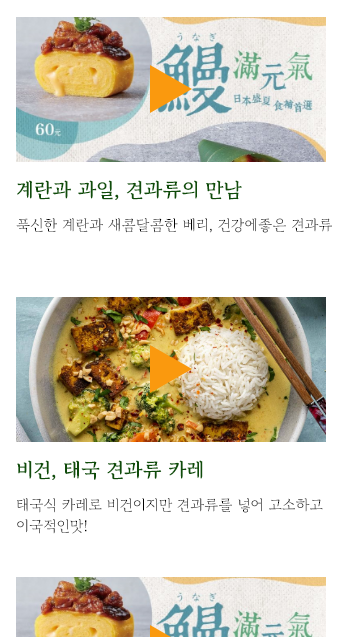 うなぎ
鰻 滿元氣
日本盛夏 食補首選
60元
계란과 과일, 견과류의 만남
푹신한 계란과 새콤달콤한 베리, 건강에좋은 견과류
비건, 태국 견과류 카레
태국식 카레로 비건이지만 견과류를 넣어 고소하고
이국적인맛!
うなぎ
鰻 滿元氣